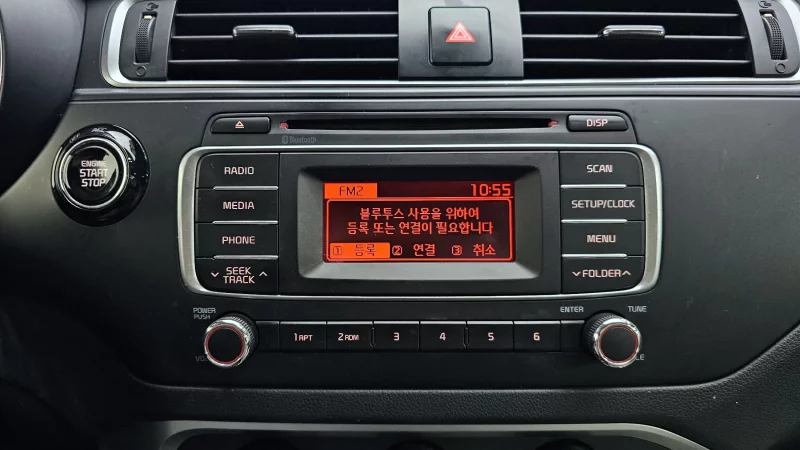 ACC
ENGINE
START
STOP
DISP
Bluetooth
RADIO
MEDIA
PHONE
SEEK
TRACK
FM2 10:55
블루투스 사용을 위하여
등록 또는 연결이 필요합니다
① 등록 ② 연결 ③ 취소
SCAN
SETUP/CLOCK
MENU
FOLDER
POWER
PUSH
1 RPT 2 RDM 3 4 5 6
ENTER TUNE